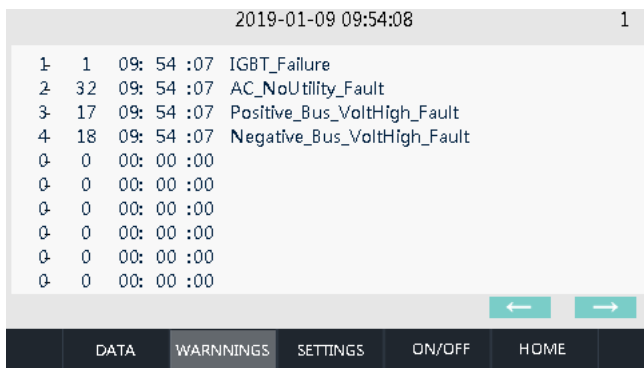 2019-01-09 09:54:08 1
1- 1 09: 54 :07 IGBT_Failure
2- 32 09: 54 :07 AC_NoUtility_Fault
3- 17 09: 54 :07 Positive_Bus_VoltHigh_Fault
4- 18 09: 54 :07 Negative_Bus_VoltHigh_Fault
0- 0 00: 00 :00
0- 0 00: 00 :00
0- 0 00: 00 :00
0- 0 00: 00 :00
0- 0 00: 00 :00
0- 0 00: 00 :00
← →
DATA WARNNINGS SETTINGS ON/OFF HOME